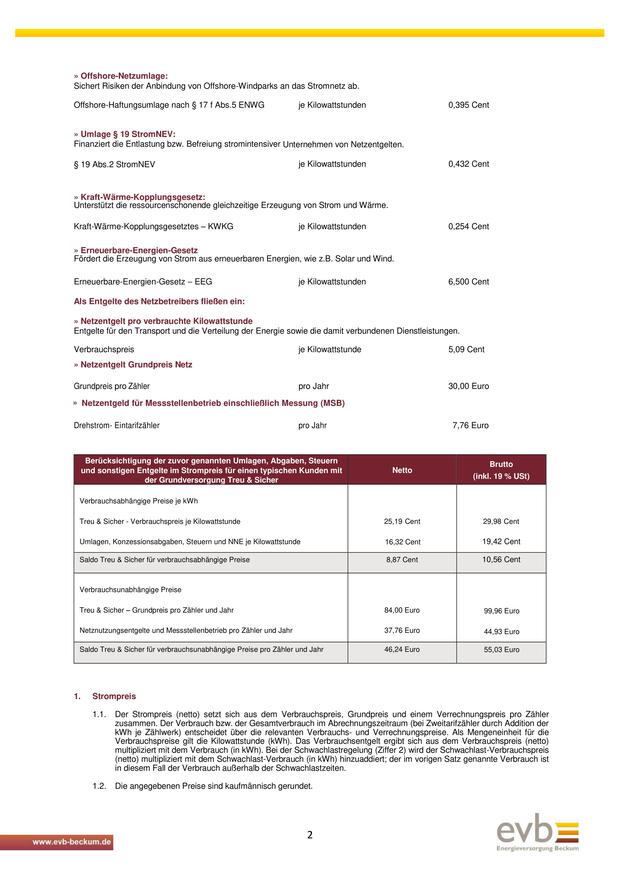 » Offshore-Netzumlage:
Sichert Risiken der Anbindung von Offshore-Windparks an das Stromnetz ab.
Offshore-Haftungsumlage nach § 17 f Abs.5 ENWG je Kilowattstunden 0,395 Cent
» Umlage § 19 StromNEV:
Finanziert die Entlastung bzw. Befreiung stromintensiver Unternehmen von Netzentgelten.
§ 19 Abs.2 StromNEV je Kilowattstunden 0,432 Cent
» Kraft-Wärme-Kopplungsgesetz:
Unterstützt die ressourcenschonende gleichzeitige Erzeugung von Strom und Wärme.
Kraft-Wärme-Kopplungsgesetztes – KWKG je Kilowattstunden 0,254 Cent
» Erneuerbare-Energien-Gesetz
Fördert die Erzeugung von Strom aus erneuerbaren Energien, wie z.B. Solar und Wind.
Erneuerbare-Energien-Gesetz – EEG je Kilowattstunden 6,500 Cent
Als Entgelte des Netzbetreibers fließen ein:
» Netzentgelt pro verbrauchte Kilowattstunde
Entgelte für den Transport und die Verteilung der Energie sowie die damit verbundenen Dienstleistungen.
Verbrauchspreis je Kilowattstunde 5,09 Cent
» Netzentgelt Grundpreis Netz
Grundpreis pro Zähler pro Jahr 30,00 Euro
» Netzentgeld für Messstellenbetrieb einschließlich Messung (MSB)
Drehstrom- Eintarifzähler pro Jahr 7,76 Euro
Berücksichtigung der zuvor genannten Umlagen, Abgaben, Steuern
und sonstigen Entgelte im Strompreis für einen typischen Kunden mit
der Grundversorgung Treu & Sicher
Netto
Brutto
(inkl. 19 % USt)
Verbrauchsabhängige Preise je kWh
Treu & Sicher - Verbrauchspreis je Kilowattstunde 25,19 Cent 29,98 Cent
Umlagen, Konzessionsabgaben, Steuern und NNE je Kilowattstunde 16,32 Cent 19,42 Cent
Saldo Treu & Sicher für verbrauchsabhängige Preise 8,87 Cent 10,56 Cent
Verbrauchsunabhängige Preise
Treu & Sicher – Grundpreis pro Zähler und Jahr 84,00 Euro 99,96 Euro
Netznutzungsentgelte und Messstellenbetrieb pro Zähler und Jahr 37,76 Euro 44,93 Euro
Saldo Treu & Sicher für verbrauchsunabhängige Preise pro Zähler und Jahr 46,24 Euro 55,03 Euro
1. Strompreis
1.1. Der Strompreis (netto) setzt sich aus dem Verbrauchspreis, Grundpreis und einem Verrechnungspreis pro Zähler
zusammen. Der Verbrauch bzw. der Gesamtverbrauch im Abrechnungszeitraum (bei Zweitarifzähler durch Addition der
kWh je Zählwerk) entscheidet über die relevanten Verbrauchs- und Verrechnungspreise. Als Mengeneinheit für die
Verbrauchspreise gilt die Kilowattstunde (kWh). Das Verbrauchsentgelt ergibt sich aus dem Verbrauchspreis (netto)
multipliziert mit dem Verbrauch (in kWh). Bei der Schwachlastregelung (Ziffer 2) wird der Schwachlast-Verbrauchspreis
(netto) multipliziert mit dem Schwachlast-Verbrauch (in kWh) hinzuaddiert; der im vorigen Satz genannte Verbrauch ist
in diesem Fall der Verbrauch außerhalb der Schwachlastzeiten.
1.2. Die angegebenen Preise sind kaufmännisch gerundet.
www.evb-beckum.de
2
evb
Energieversorgung Beckum